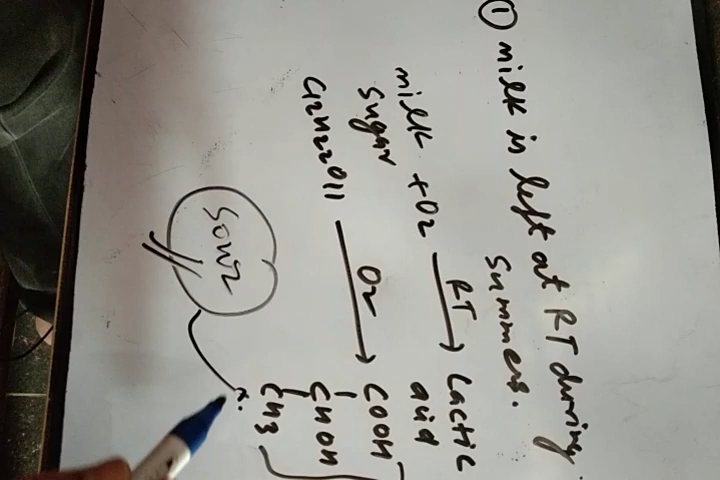 ① milk is left at RT during
summers.
milk + O2 RT → Lactic
sugar acid
C12H22O11 O2 → COOH
CHOH
CH3
sour